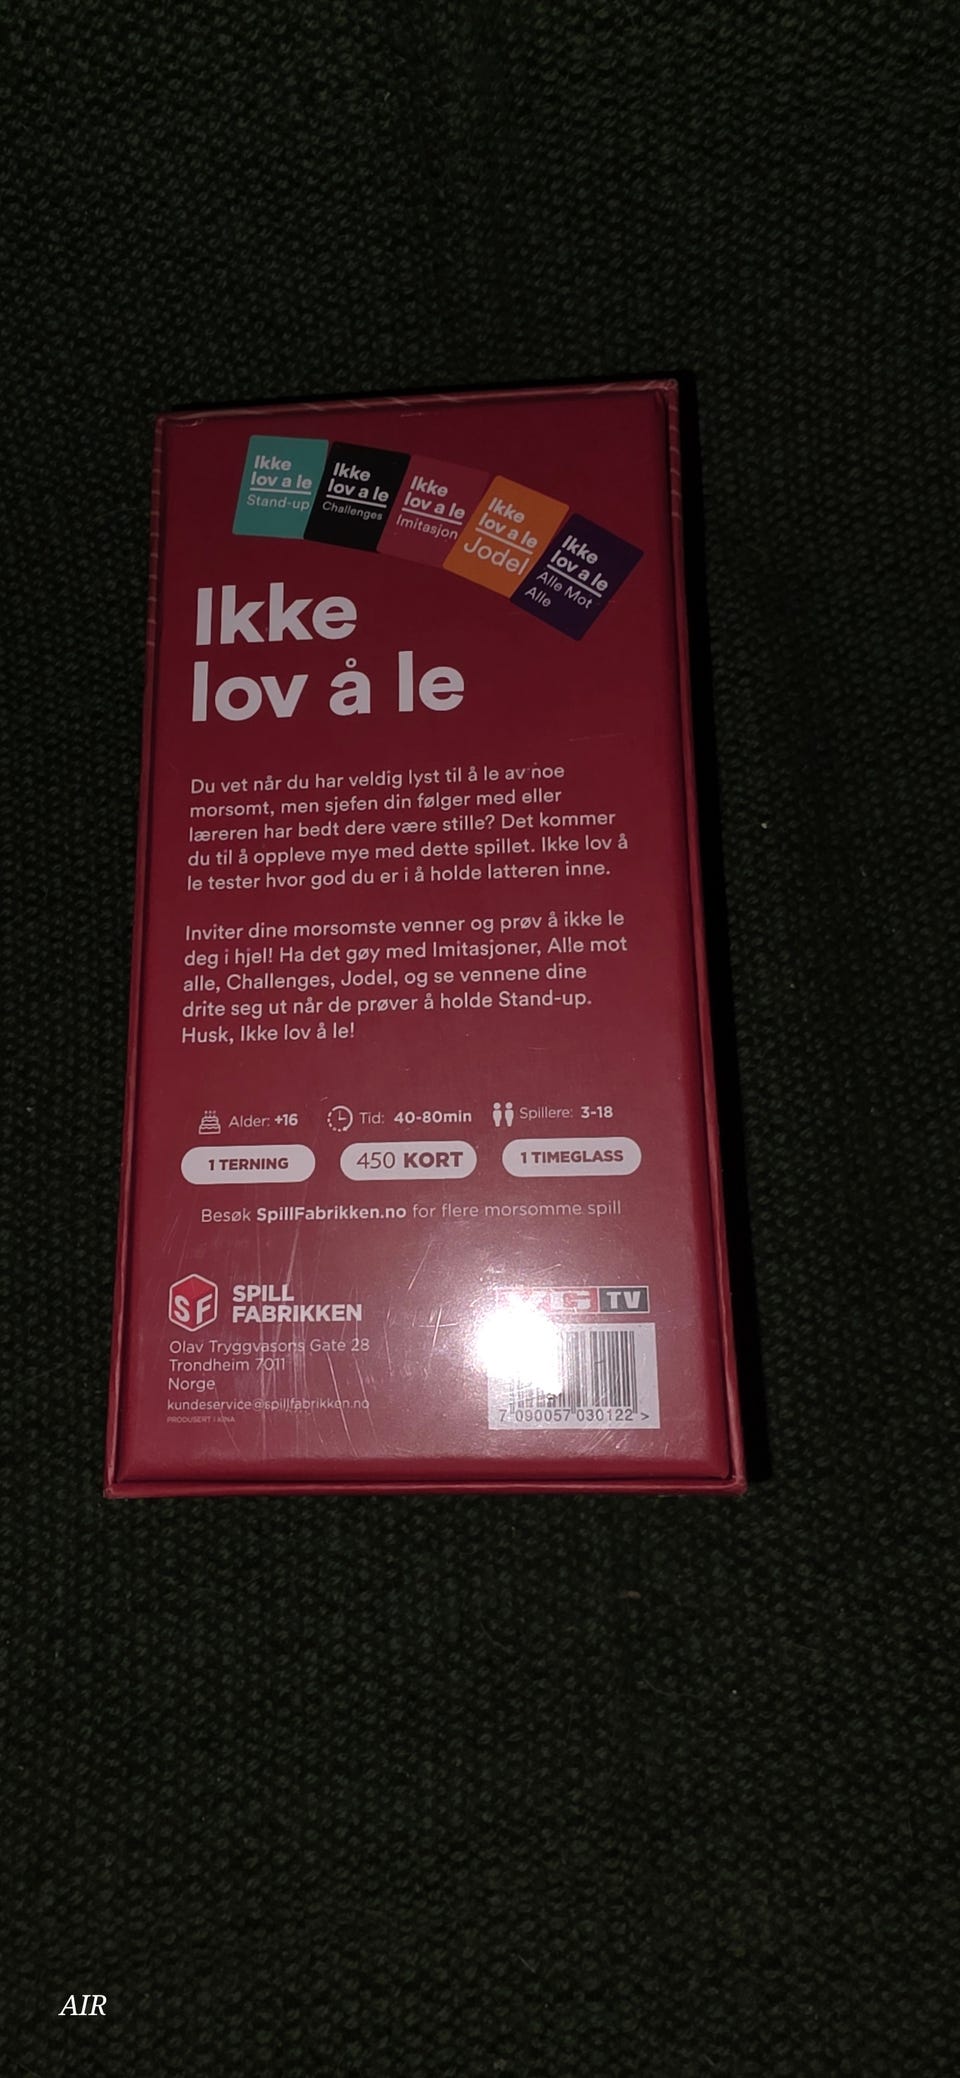 Ikke
lov a le
Stand-up
Ikke
lov a le
Challenges
Ikke
lov a le
Imitasjon
Ikke
lov a le
Jodel
Ikke
lov a le
Alle Mot
Alle
Ikke
lov å le
Du vet når du har veldig lyst til å le av noe
morsomt, men sjefen din følger med eller
læreren har bedt dere være stille? Det kommer
du til å oppleve mye med dette spillet. Ikke lov å
le tester hvor god du er i å holde latteren inne.
Inviter dine morsomste venner og prøv å ikke le
deg i hjel! Ha det gøy med Imitasjoner, Alle mot
alle, Challenges, Jodel, og se vennene dine
drite seg ut når de prøver å holde Stand-up.
Husk, Ikke lov å le!
Alder: +16 Tid: 40-80min Spillere: 3-18
1 TERNING 450 KORT 1 TIMEGLASS
Besøk SpillFabrikken.no for flere morsomme spill
SF SPILL
FABRIKKEN
TV
Olav Tryggvasons Gate 28
Trondheim 7011
Norge
kundeservice@spillfabrikken.no
PRODUSERT I KINA
7 090057 030122 >
AIR